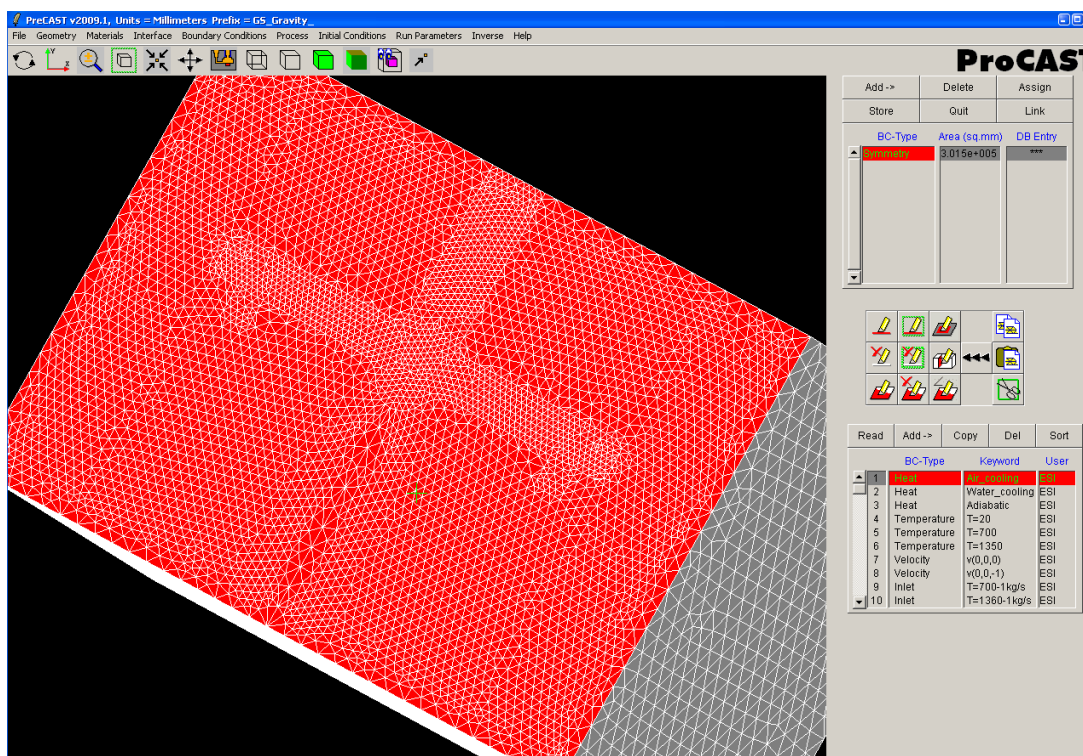 PreCAST v2009.1, Units = Millimeters Prefix = GS_Gravity_
File Geometry Materials Interface Boundary Conditions Process Initial Conditions Run Parameters Inverse Help
ProCAST
Add -> Delete Assign
Store Quit Link
BC-Type Area (sq.mm) DB Entry
Symmetry 3.015e+005 ***
Read Add -> Copy Del Sort
BC-Type Keyword User
1 Heat Air_cooling ESI
2 Heat Water_cooling ESI
3 Heat Adiabatic ESI
4 Temperature T=20 ESI
5 Temperature T=700 ESI
6 Temperature T=1350 ESI
7 Velocity v(0,0,0) ESI
8 Velocity v(0,0,-1) ESI
9 Inlet T=700-1kg/s ESI
10 Inlet T=1360-1kg/s ESI